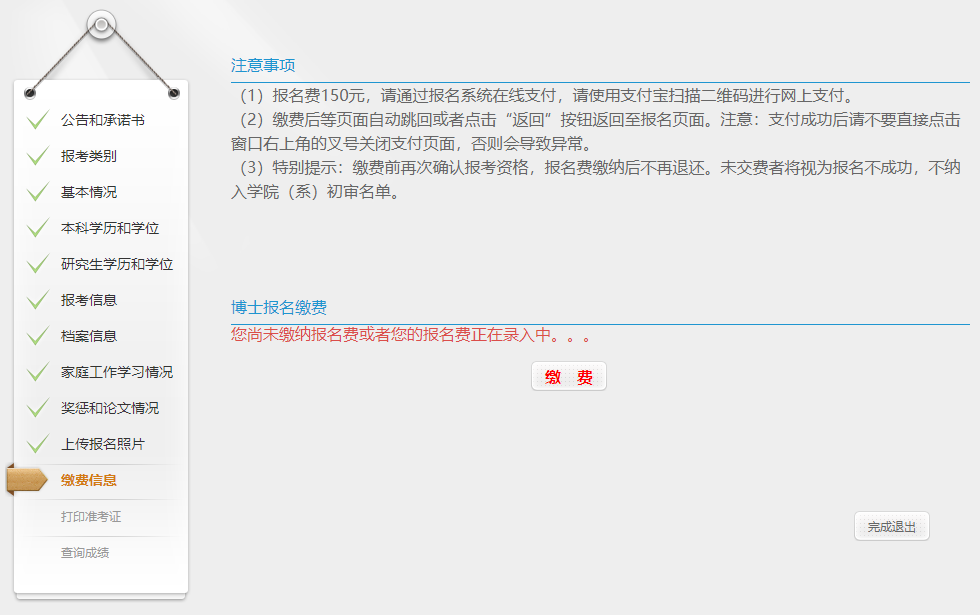 公告和承诺书
报考类别
基本情况
本科学历和学位
研究生学历和学位
报考信息
档案信息
家庭工作学习情况
奖惩和论文情况
上传报名照片
缴费信息
打印准考证
查询成绩
注意事项
（1）报名费150元，请通过报名系统在线支付，请使用支付宝扫描二维码进行网上支付。
（2）缴费后等页面自动跳回或者点击“返回”按钮返回至报名页面。注意：支付成功后请不要直接点击
窗口右上角的叉号关闭支付页面，否则会导致异常。
（3）特别提示：缴费前再次确认报考资格，报名费缴纳后不再退还。未交费者将视为报名不成功，不纳
入学院（系）初审名单。
博士报名缴费
您尚未缴纳报名费或者您的报名费正在录入中。。。
缴 费
完成退出